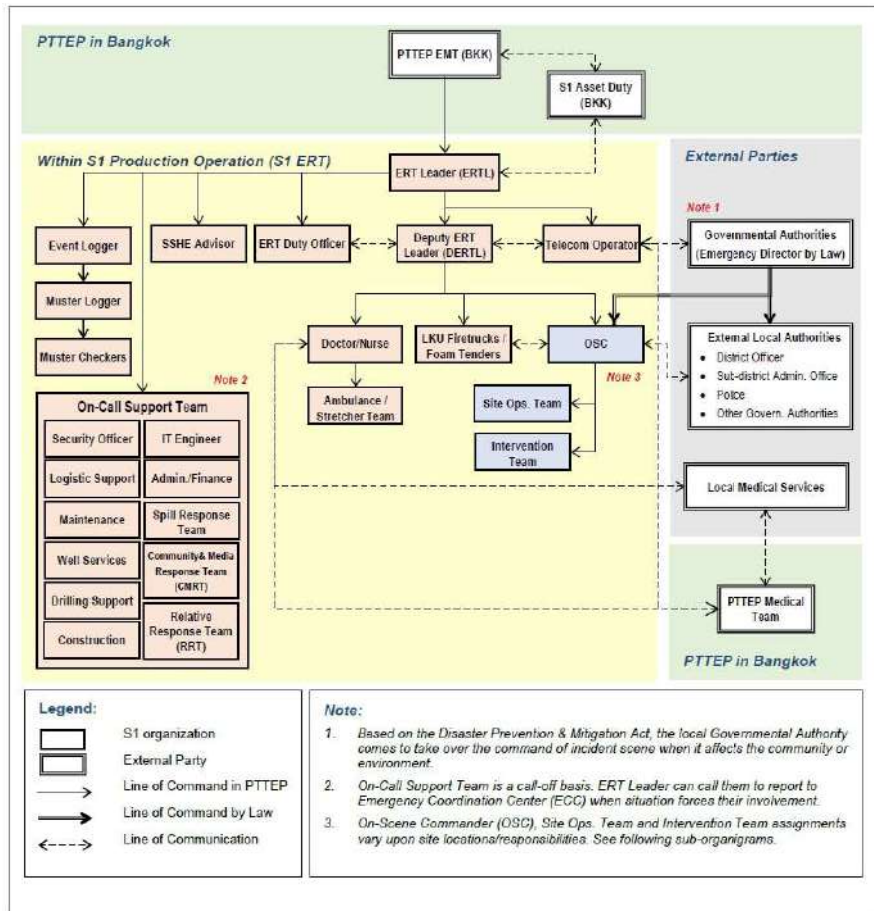 PTTEP in Bangkok
PTTEP EMT (BKK)
S1 Asset Duty
(BKK)
Within S1 Production Operation (S1 ERT)
External Parties
ERT Leader (ERTL)
Note 1
Event Logger
SSHE Advisor
ERT Duty Officer
Deputy ERT
Leader (DERTL)
Telecom Operator
Governmental Authorities
(Emergency Director by Law)
Muster Logger
Muster Checkers
Doctor/Nurse
LKU Firetrucks /
Foam Tenders
OSC
External Local Authorities
• District Officer
• Sub-district Admin. Office
• Police
• Other Govern. Authorities
Note 2
Note 3
Ambulance /
Stretcher Team
Site Ops. Team
Intervention
Team
On-Call Support Team
Security Officer
IT Engineer
Logistic Support
Admin./Finance
Maintenance
Spill Response
Team
Well Services
Community& Media
Response Team
(CMRT)
Drilling Support
Construction
Relative
Response Team
(RRT)
Local Medical Services
PTTEP Medical
Team
PTTEP in Bangkok
Legend:
S1 organization
External Party
Line of Command in PTTEP
Line of Command by Law
Line of Communication
Note:
1. Based on the Disaster Prevention & Mitigation Act, the local Governmental Authority
comes to take over the command of incident scene when it affects the community or
environment.
2. On-Call Support Team is a call-off basis. ERT Leader can call them to report to
Emergency Coordination Center (ECC) when situation forces their involvement.
3. On-Scene Commander (OSC), Site Ops. Team and Intervention Team assignments
vary upon site locations/responsibilities. See following sub-organigrams.